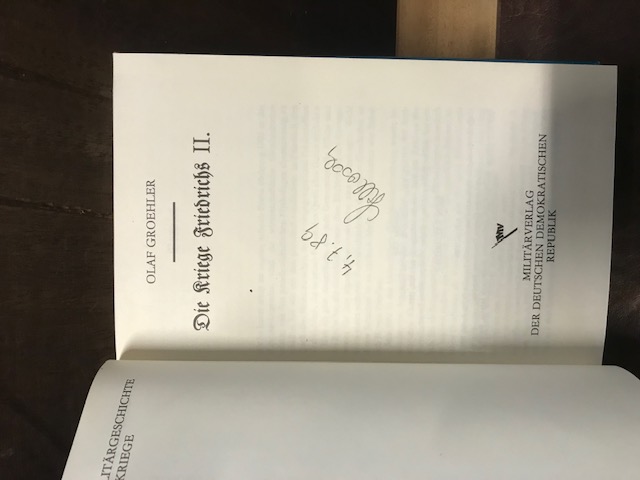 OLAF GROEHLER
Die Kriege Friedrichs II.
4.7.89
MILITÄRVERLAG
DER DEUTSCHEN DEMOKRATISCHEN
REPUBLIK
LITÄRGESCHICHTE
KRIEGE